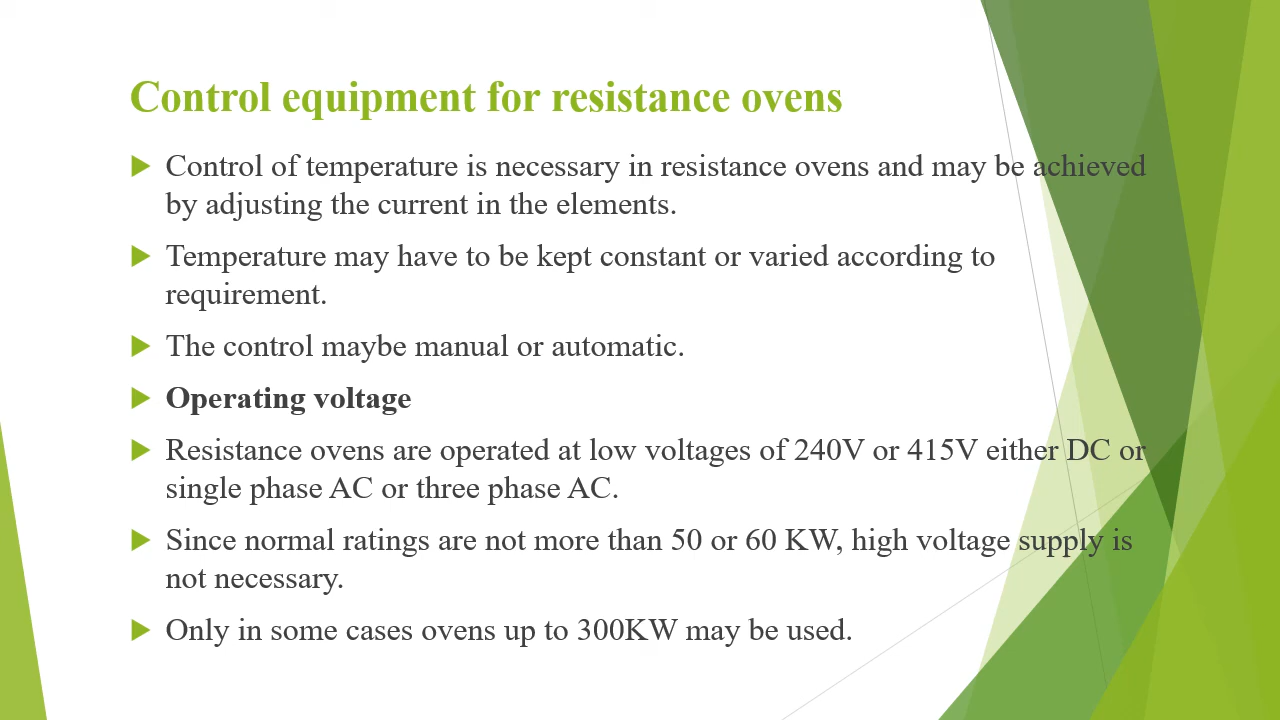 Control equipment for resistance ovens
Control of temperature is necessary in resistance ovens and may be achieved
by adjusting the current in the elements.
Temperature may have to be kept constant or varied according to
requirement.
The control maybe manual or automatic.
Operating voltage
Resistance ovens are operated at low voltages of 240V or 415V either DC or
single phase AC or three phase AC.
Since normal ratings are not more than 50 or 60 KW, high voltage supply is
not necessary.
Only in some cases ovens up to 300KW may be used.